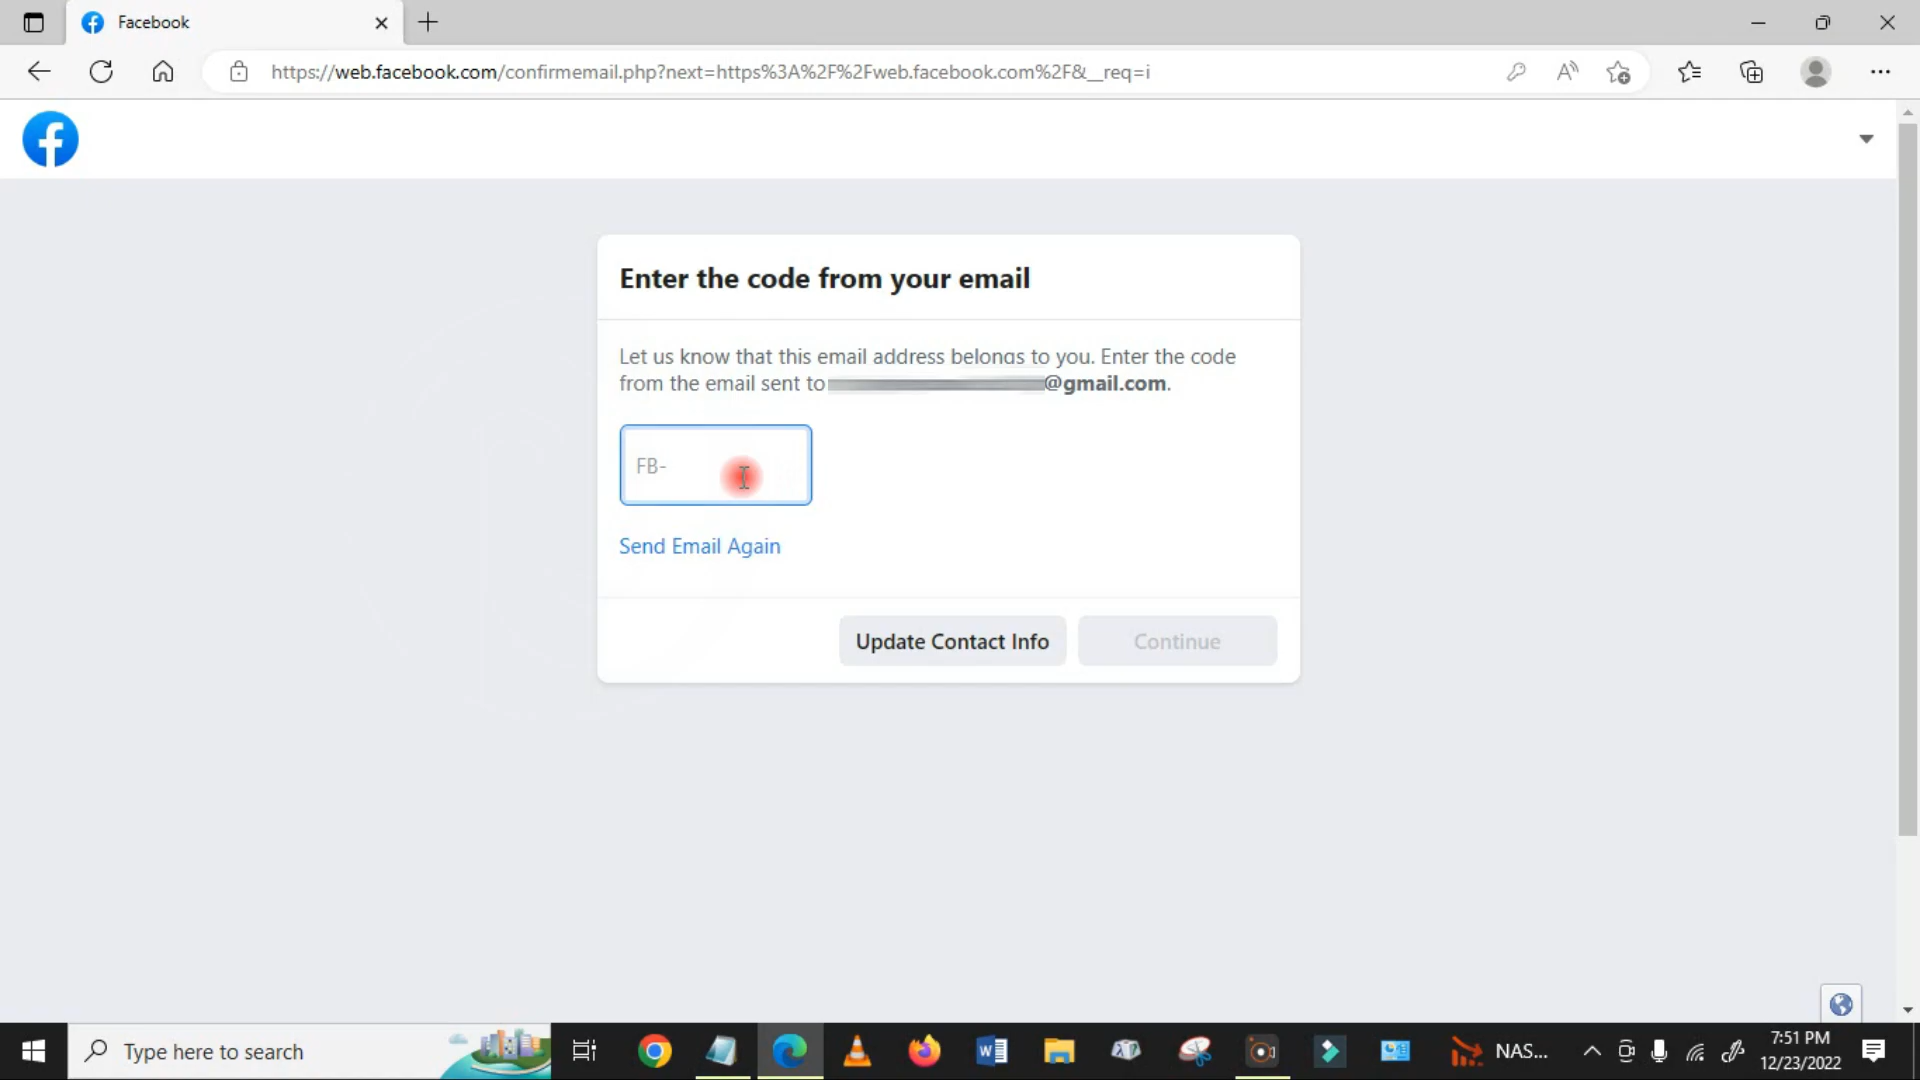 Facebook
https://web.facebook.com/confirmemail.php?next=https%3A%2F%2Fweb.facebook.com%2F&__req=i
Enter the code from your email
Let us know that this email address belongs to you. Enter the code
from the email sent to @gmail.com.
FB-
Send Email Again
Update Contact Info
Continue
Type here to search
NAS...
7:51 PM
12/23/2022